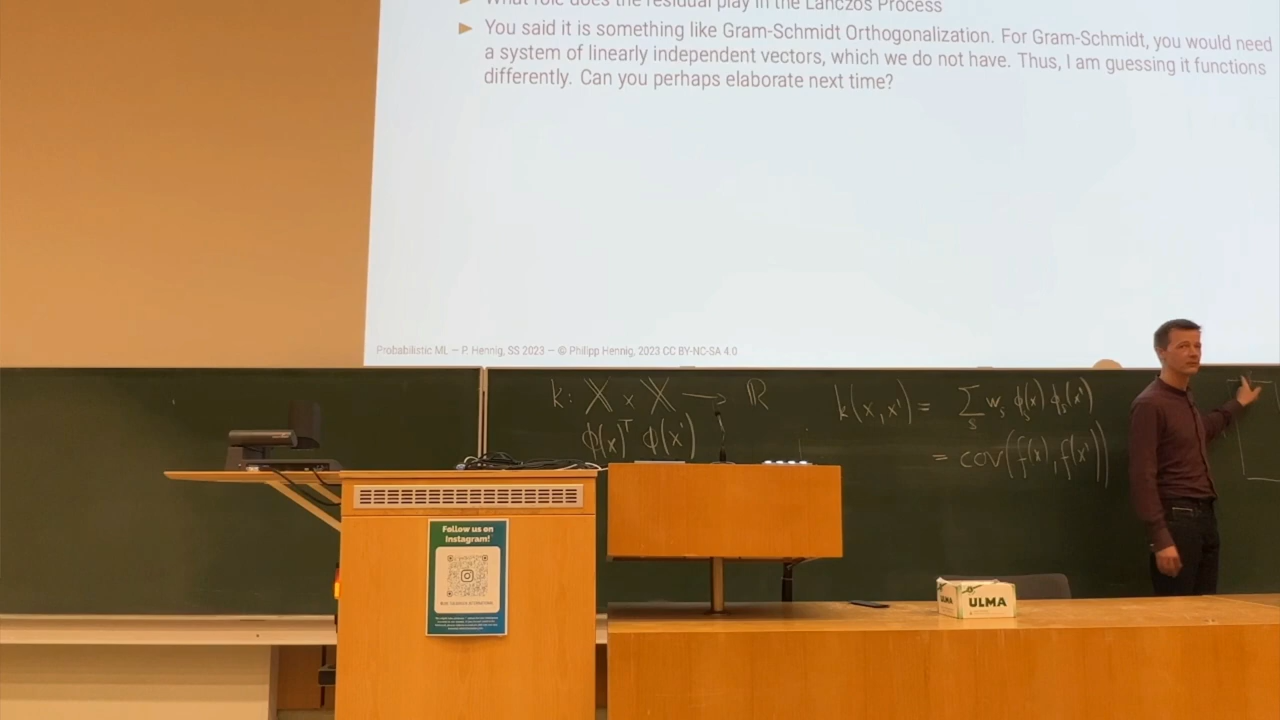 What role does the residual play in the Lanczos Process
You said it is something like Gram-Schmidt Orthogonalization. For Gram-Schmidt, you would need
a system of linearly independent vectors, which we do not have. Thus, I am guessing it functions
differently. Can you perhaps elaborate next time?
Probabilistic ML — P. Hennig, SS 2023 — © Philipp Hennig, 2023 CC BY-NC-SA 4.0
k: 𝕏 × 𝕏 → ℝ
ϕ(x)ᵀ ϕ(x')
k(x,x') = ∑ₛ wₛ ϕₛ(x) ϕₛ(x')
= cov(f(x), f(x'))
Follow us on
Instagram!
ULMA
ULMA